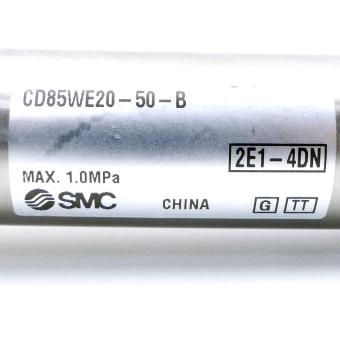 CD85WE20-50-B
2E1-4DN
MAX. 1.0MPa
SMC CHINA G TT